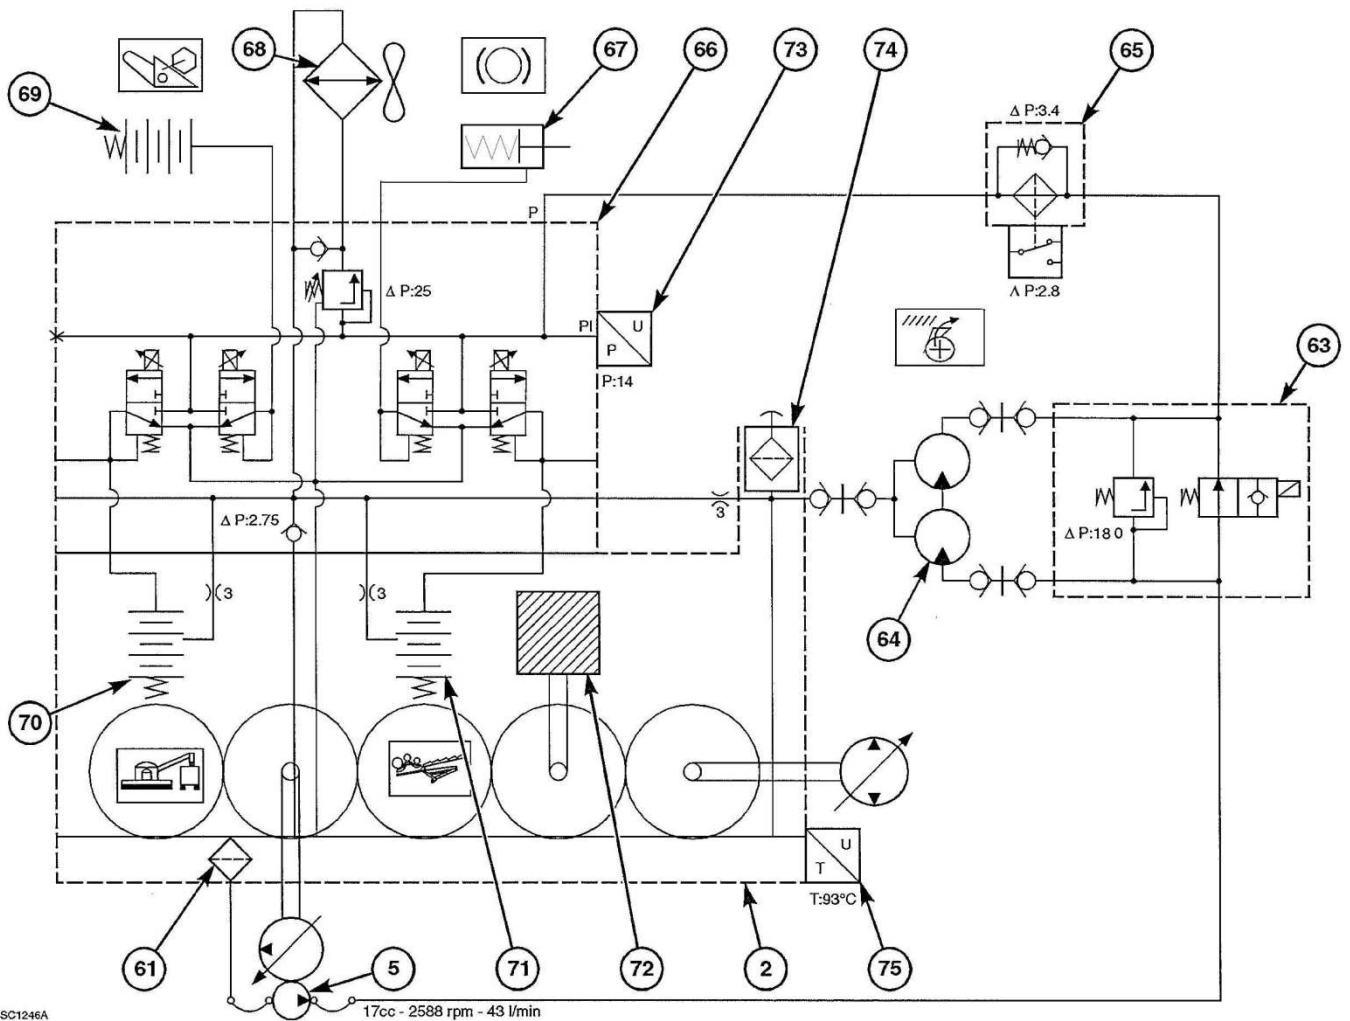 68
67
66
73
74
65
69
Δ P:3.4
P
Δ P:25
PI
U
P
P:14
Λ P:2.8
63
3
Δ P:2.75
Δ P:18 0
3
3
64
70
U
T
T:93°C
61
5
71
72
2
75
17cc - 2588 rpm - 43 l/min
SC1246A